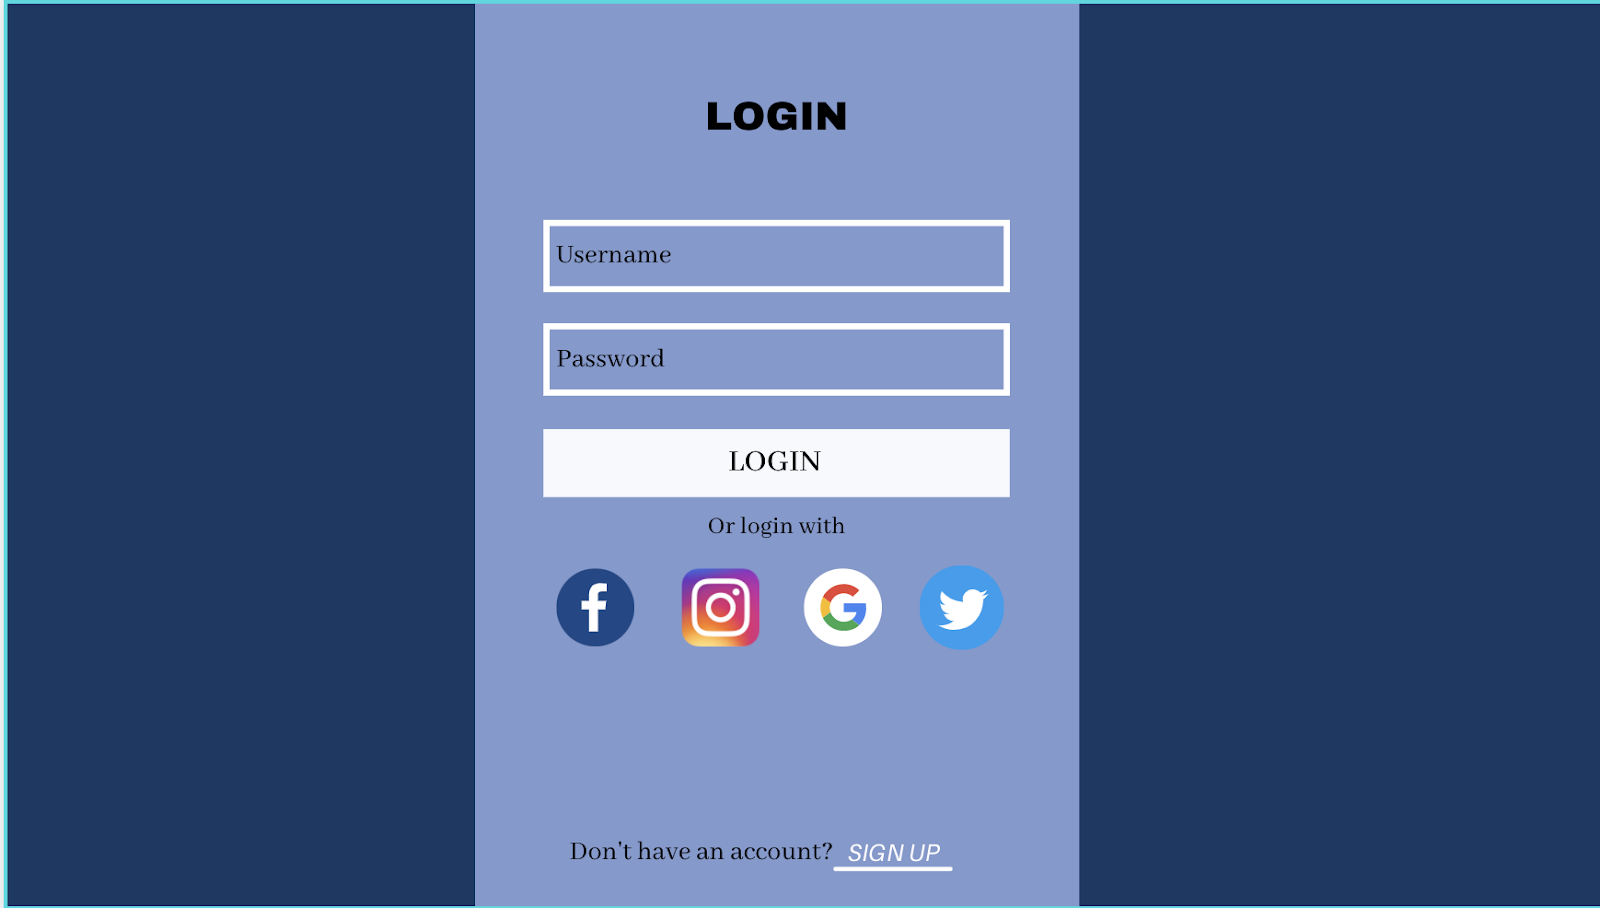 LOGIN
Username
Password
LOGIN
Or login with
Don't have an account? SIGN UP